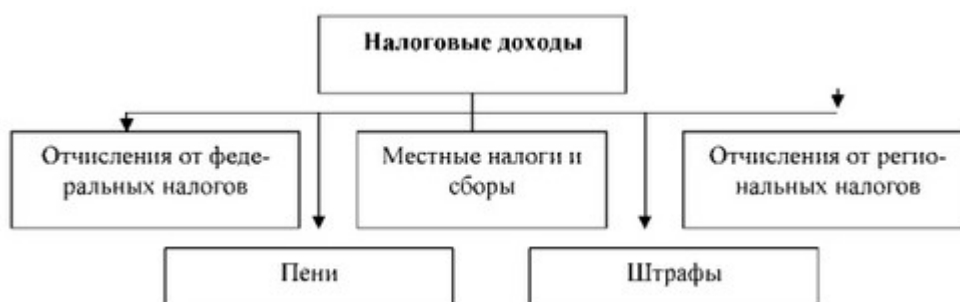 Налоговые доходы
Отчисления от феде-
ральных налогов
Местные налоги и
сборы
Отчисления от регио-
нальных налогов
Пени
Штрафы